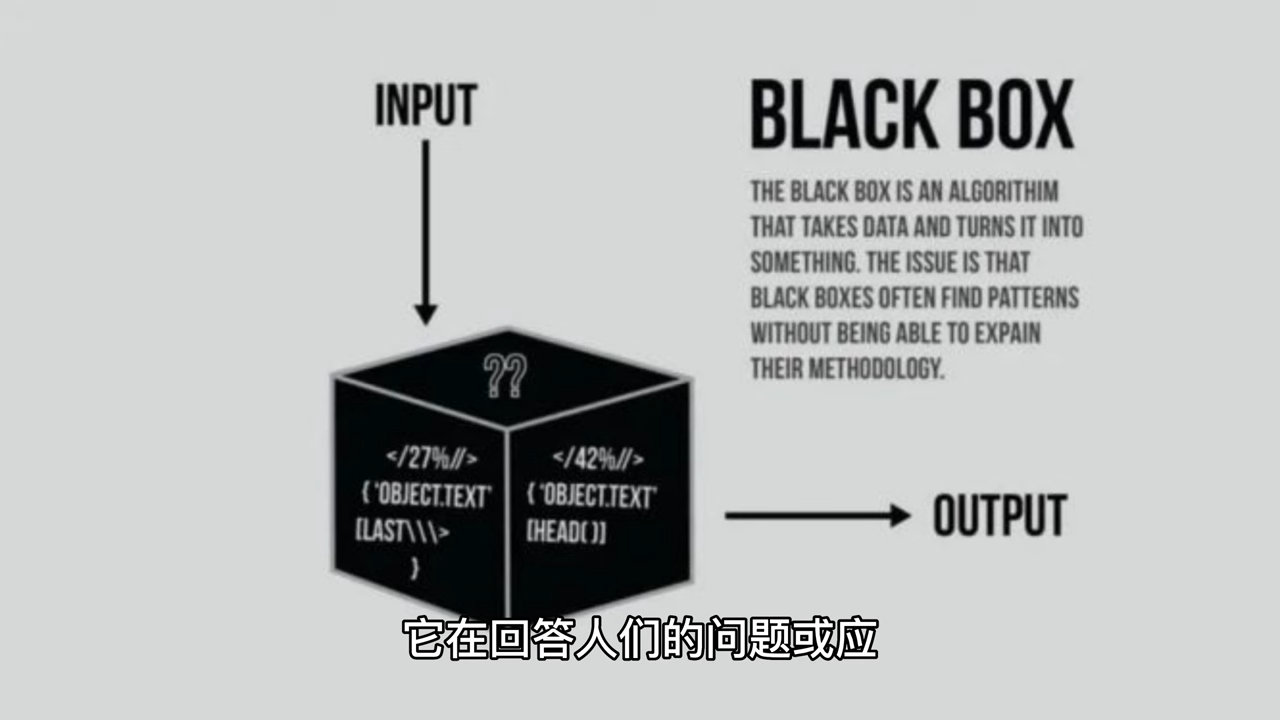 INPUT
BLACK BOX
THE BLACK BOX IS AN ALGORITHIM
THAT TAKES DATA AND TURNS IT INTO
SOMETHING. THE ISSUE IS THAT
BLACK BOXES OFTEN FIND PATTERNS
WITHOUT BEING ABLE TO EXPAIN
THEIR METHODOLOGY.
??
</27%//>
{ 'OBJECT.TEXT'
[LAST\\\>
}
</42%//>
{ 'OBJECT.TEXT'
[HEAD( )]
OUTPUT
它在回答人们的问题或应